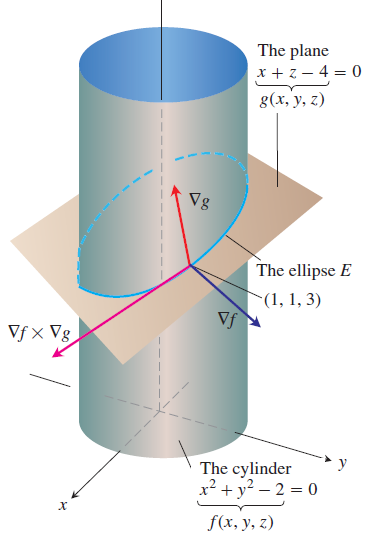 The plane
x + z − 4 = 0
g(x, y, z)
∇g
The ellipse E
(1, 1, 3)
∇f
∇f × ∇g
y
The cylinder
x² + y² − 2 = 0
x
f(x, y, z)